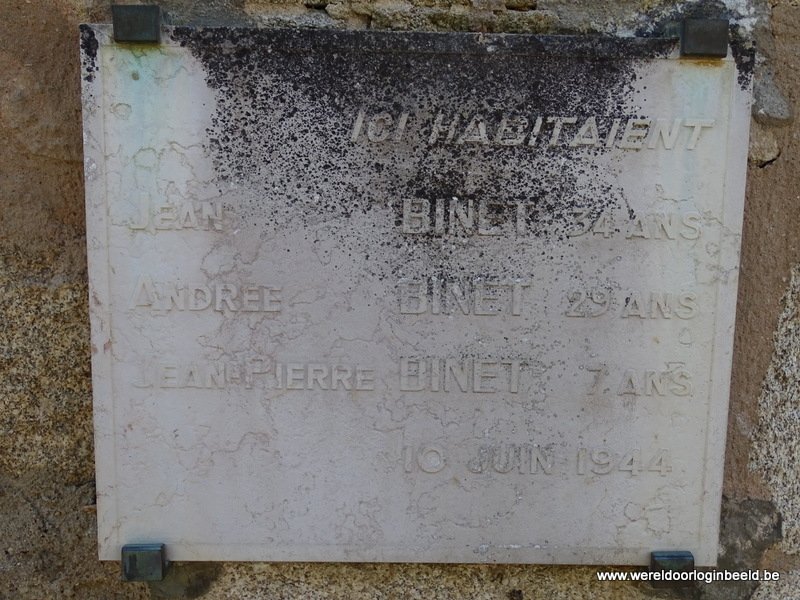 ICI HABITAIENT
JEAN BINET 34 ANS
ANDRÉE BINET 29 ANS
JEAN-PIERRE BINET 7 ANS
10 JUIN 1944
www.wereldoorloginbeeld.be